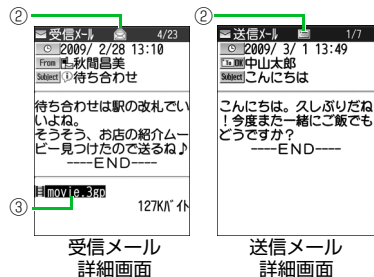 ②
受信メール 4/23
2009/ 2/28 13:10
From 秋間昌美
Subject ①待ち合わせ
待ち合わせは駅の改札でい
いよね。
そうそう、お店の紹介ムー
ビー見つけたので送るね♪
----END----
③
movie.3gp
127Kバイト
受信メール
詳細画面
②
送信メール 1/7
2009/ 3/ 1 13:49
To OK 中山太郎
Subject こんにちは
こんにちは。久しぶりだね
！今度また一緒にご飯でも
どうですか？
----END----
送信メール
詳細画面